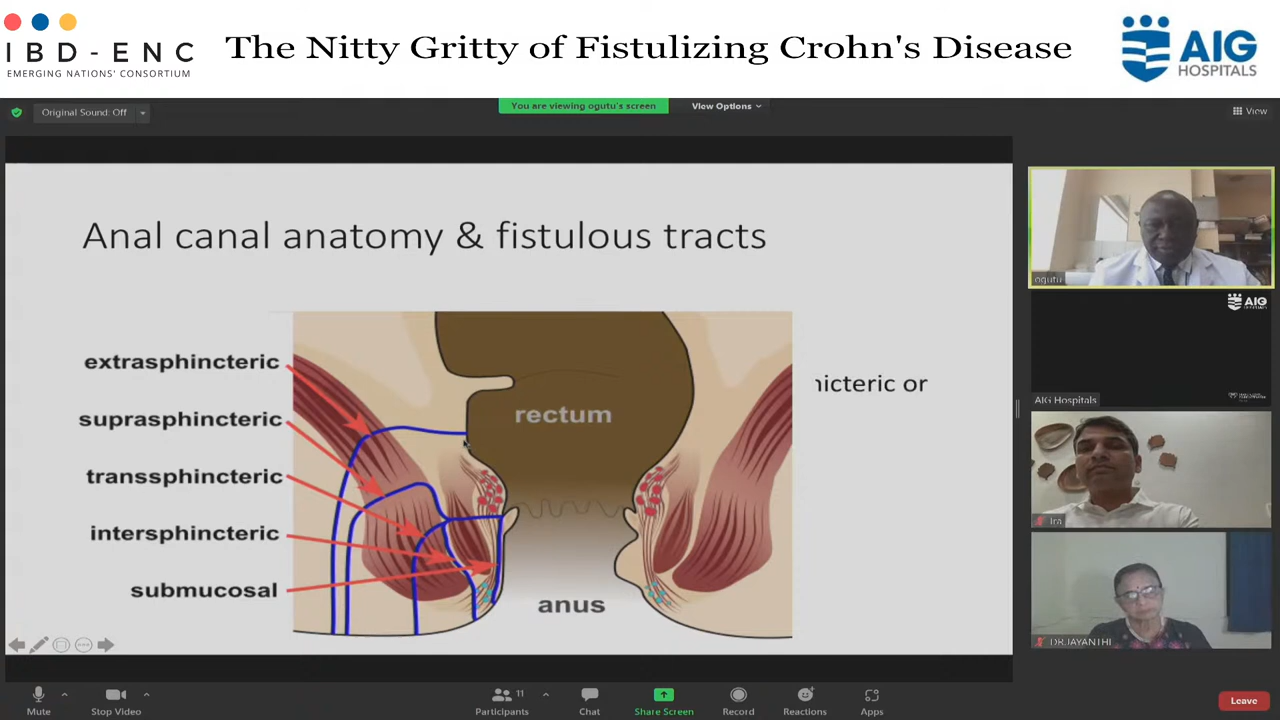 IBD-ENC
EMERGING NATIONS' CONSORTIUM
The Nitty Gritty of Fistulizing Crohn's Disease
AIG
HOSPITALS
Original Sound: Off
You are viewing ogutu's screen
View Options
View
Anal canal anatomy & fistulous tracts
extrasphincteric
suprasphincteric
transsphincteric
intersphincteric
submucosal
rectum
anus
hicteric or
ogutu
AIG
AIG Hospitals
Ira
DR.JAYANTHI
Mute
Stop Video
Participants
11
Chat
Share Screen
Record
Reactions
Apps
Leave